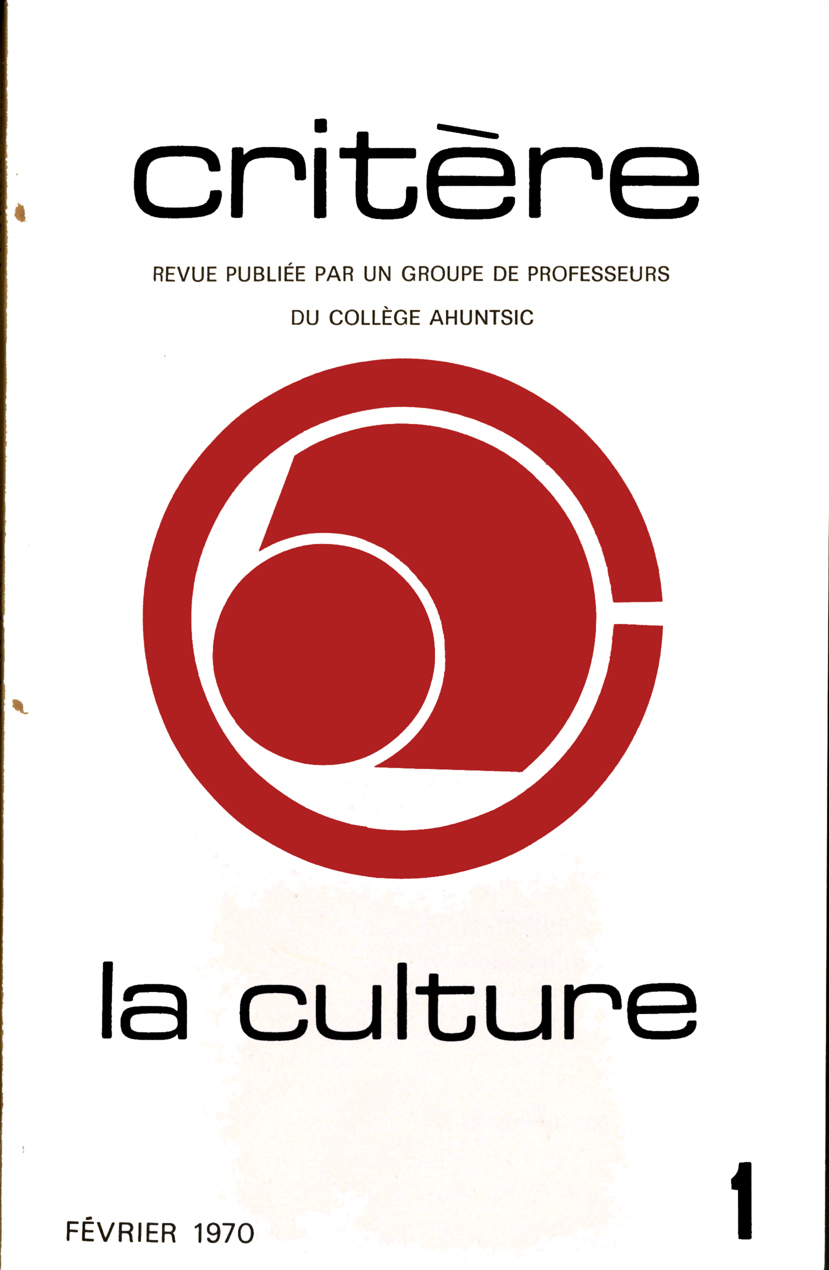 critère
REVUE PUBLIÉE PAR UN GROUPE DE PROFESSEURS
DU COLLÈGE AHUNTSIC
la culture
FÉVRIER 1970
1